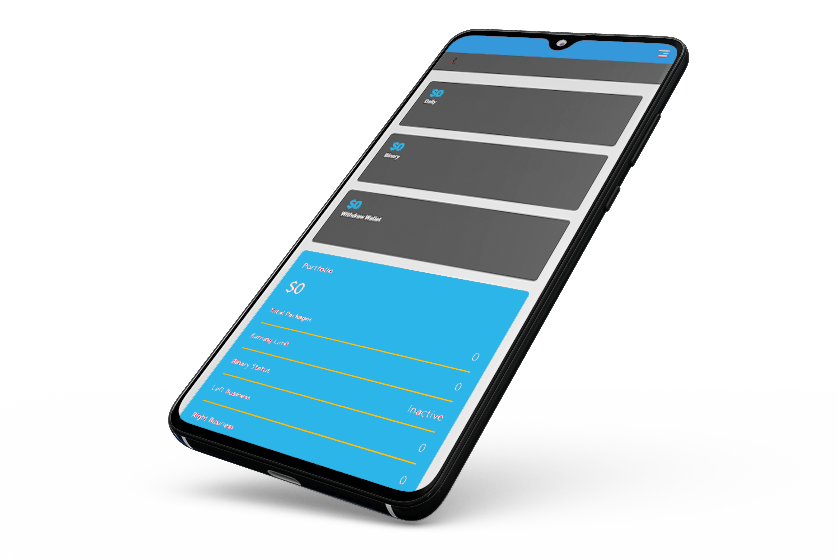 $0
Daily
$0
Binary
$0
Withdraw Wallet
Portfolio
$0
Total Packages
0
Earning Limit
0
Binary Status
Inactive
Left Business
0
Right Business
0